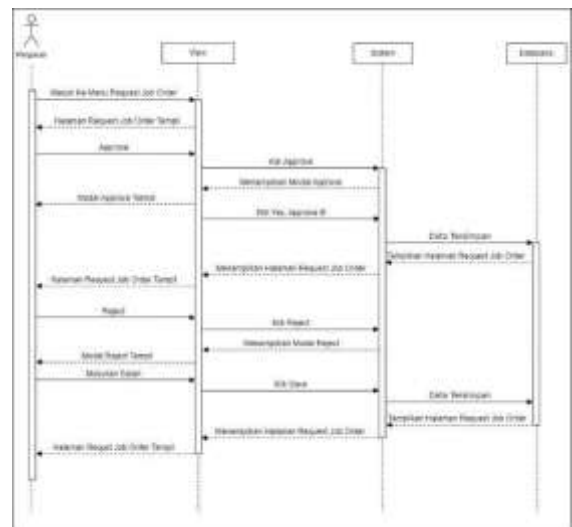 View
Sistem
Database
Masuk Ke Menu Request Job Order
Halaman Request Job Order Tampil
Approve
Klik Approve
Menampilkan Modal Approve
Modal Approve Tampil
Klik Yes, Approve It!
Data Tersimpan
Tampilkan Halaman Request Job Order
Menampilkan Halaman Request Job Order
Halaman Request Job Order Tampil
Reject
Klik Reject
Menampilkan Modal Reject
Modal Reject Tampil
Masukan
Klik Save
Data Tersimpan
Tampilkan Halaman Request Job Order
Menampilkan Halaman Request Job Order
Halaman Request Job Order Tampil